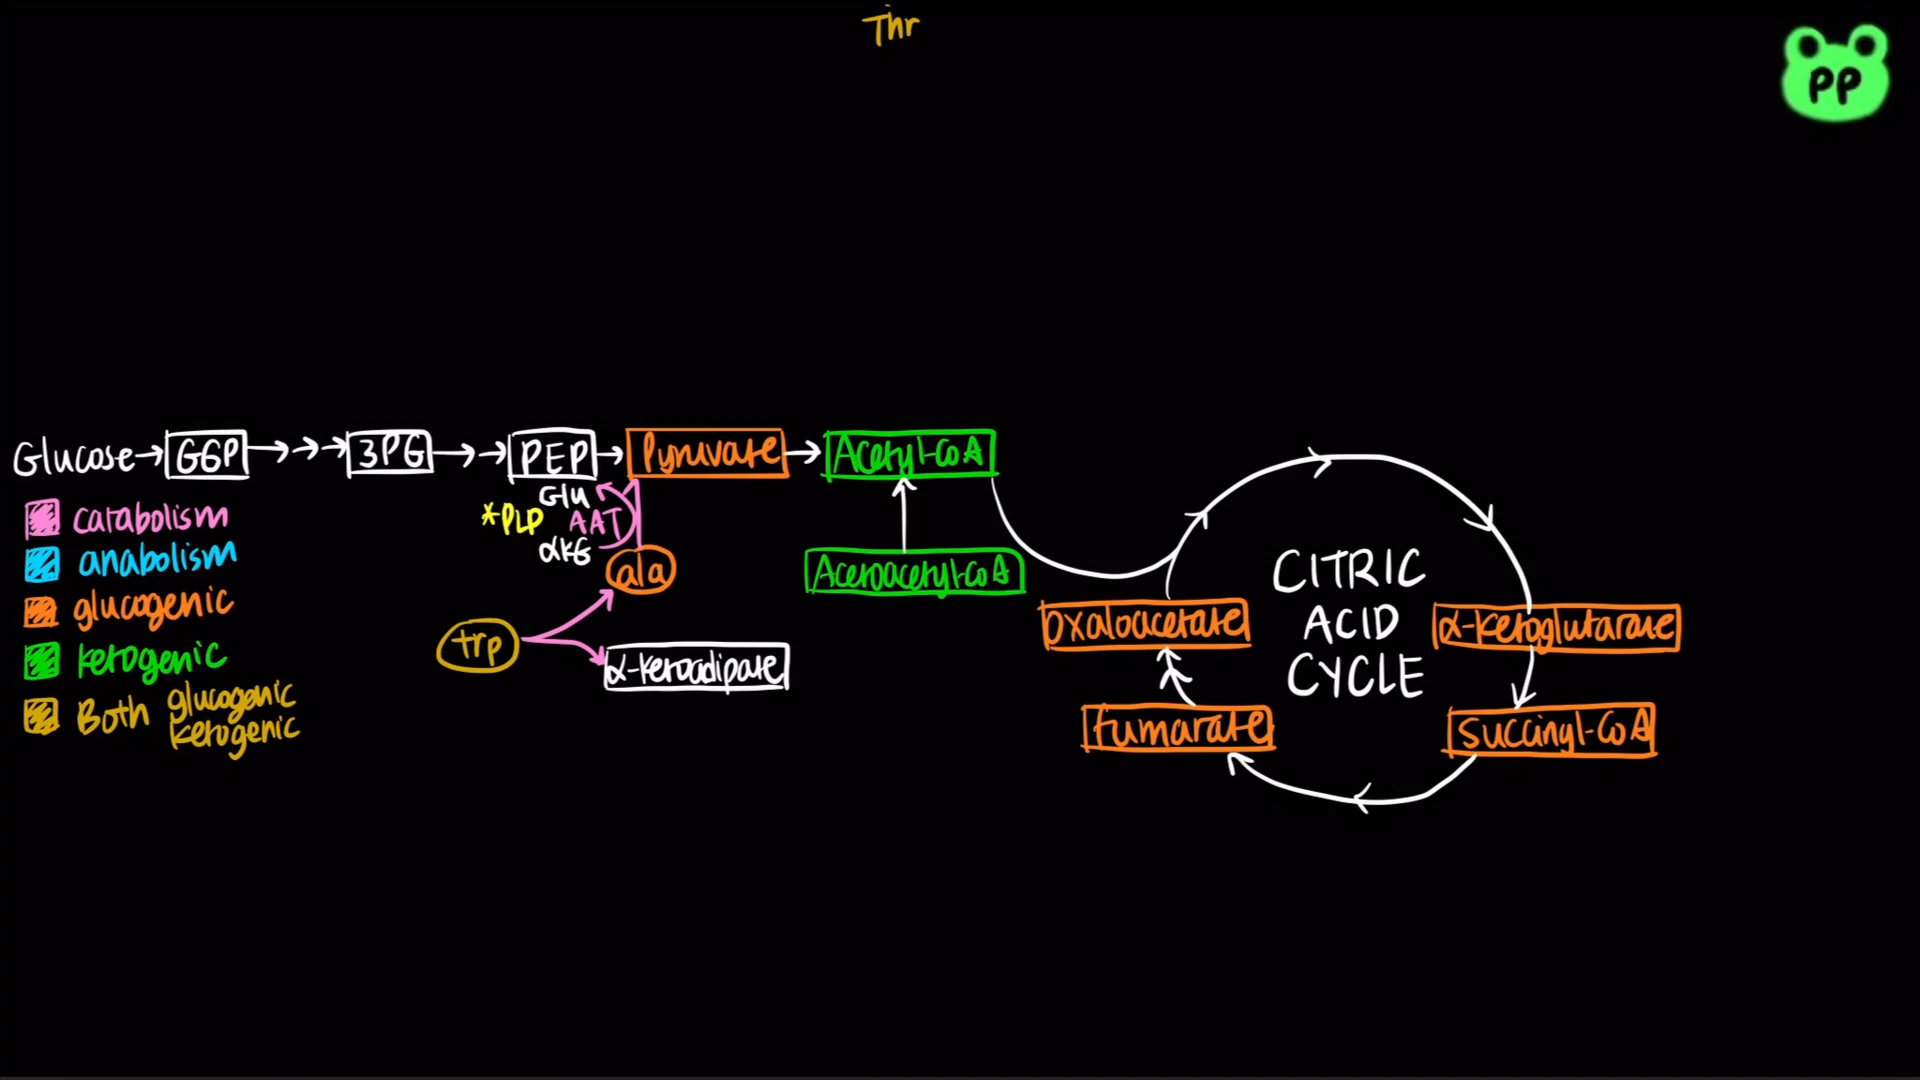 Thr
PP
Glucose → G6P → → → 3PG → → PEP → Pyruvate → Acetyl-CoA
Glu
*PLP AAT
αKG
ala
Acetoacetyl-CoA
catabolism
anabolism
glucogenic
ketogenic
Both glucogenic
ketogenic
trp
α-ketoadipate
CITRIC
ACID
CYCLE
oxaloacetate
α-ketoglutarate
fumarate
succinyl-CoA